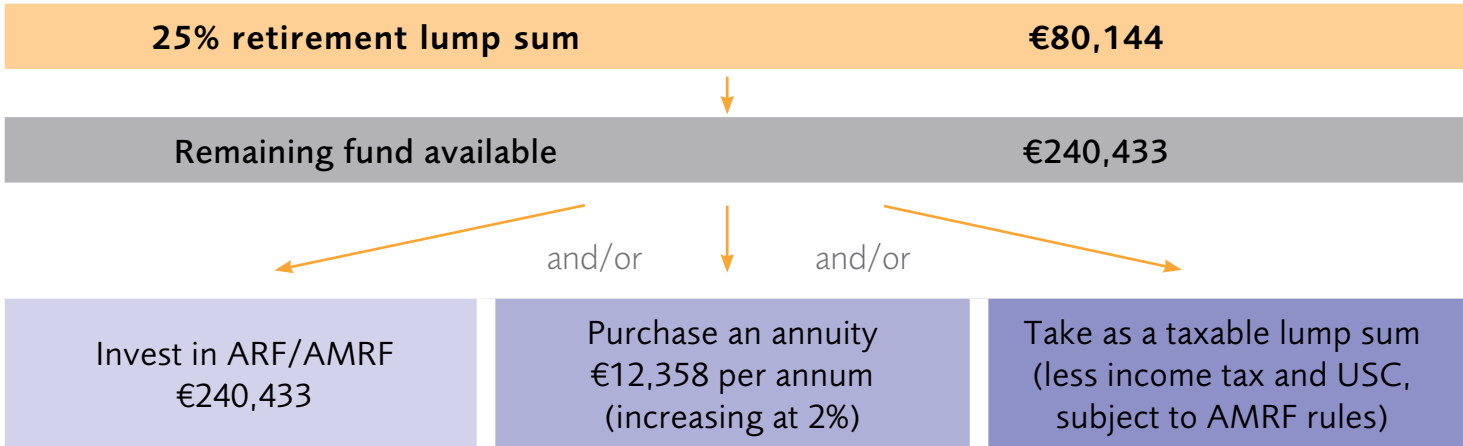 25% retirement lump sum €80,144
Remaining fund available €240,433
and/or and/or
Invest in ARF/AMRF
€240,433
Purchase an annuity
€12,358 per annum
(increasing at 2%)
Take as a taxable lump sum
(less income tax and USC,
subject to AMRF rules)